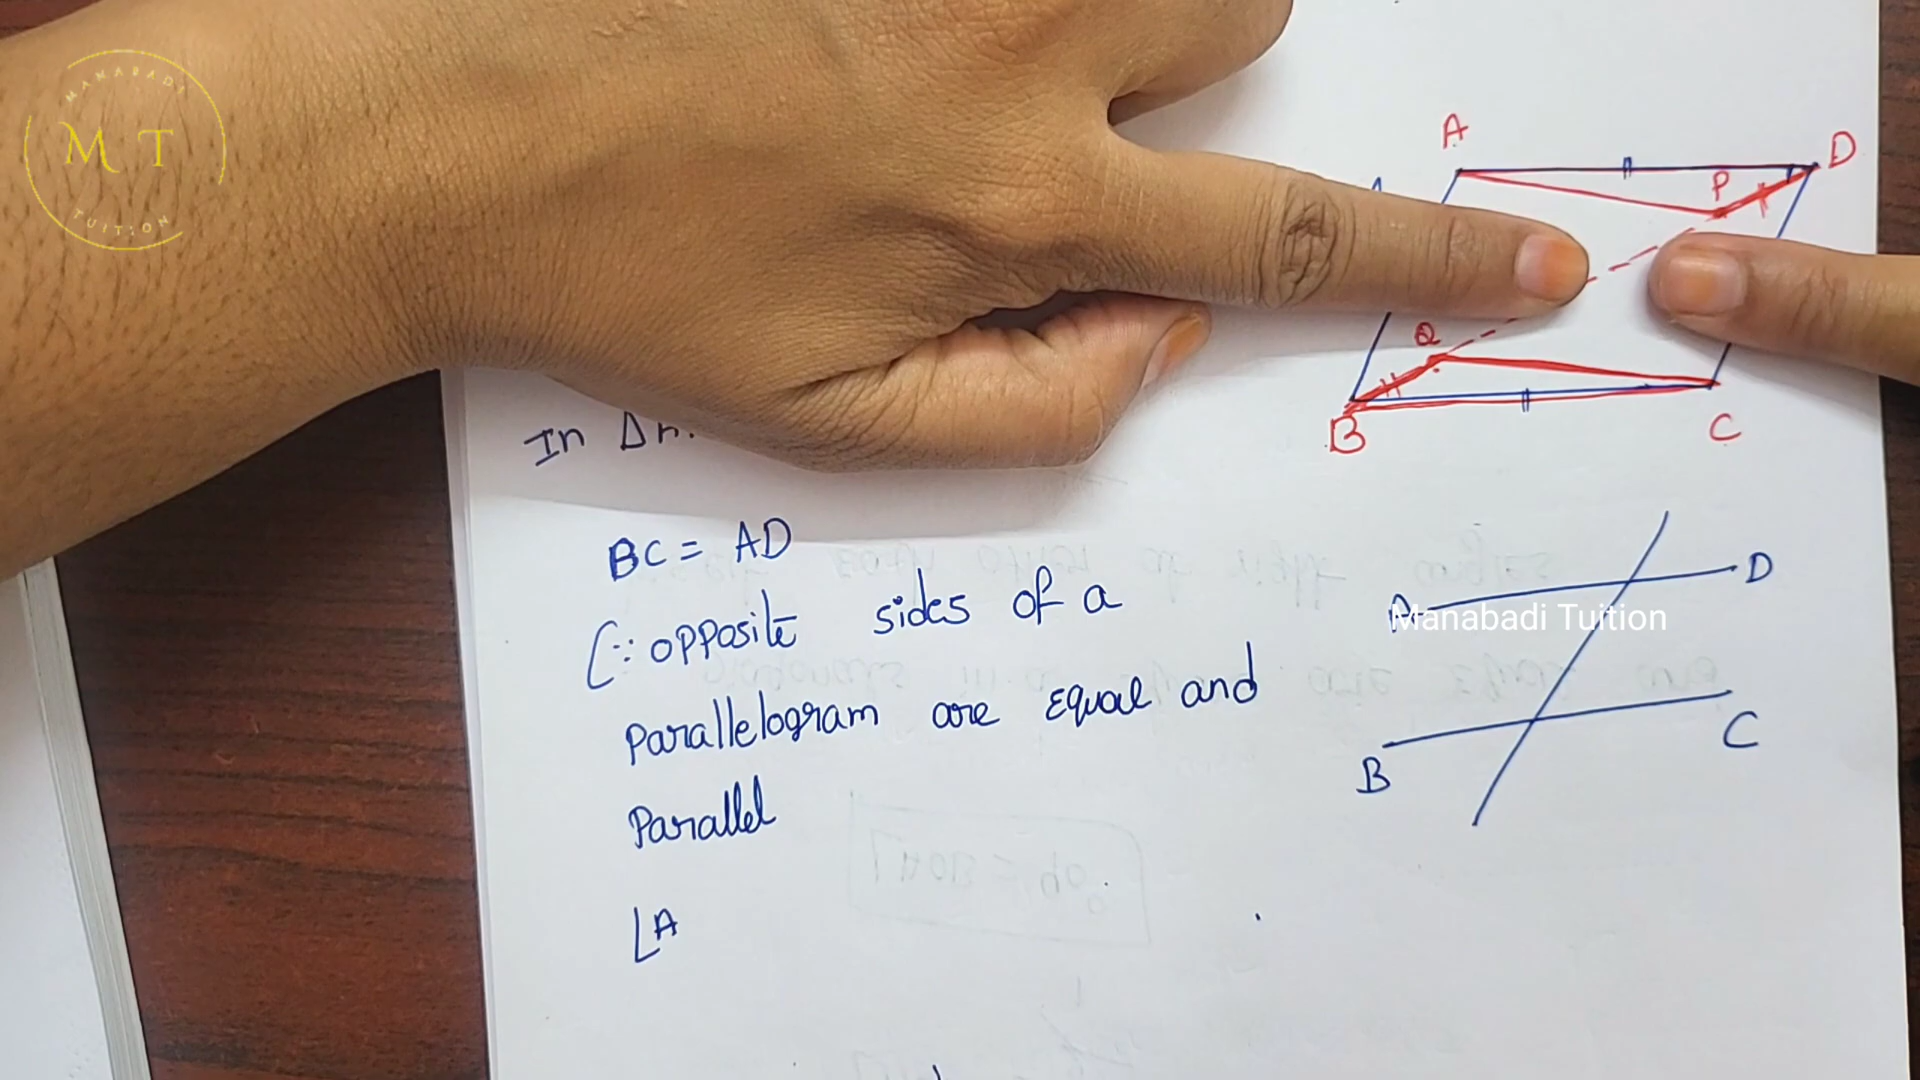 MANABADI
M T
TUITION
A
D
P
Q
B
C
In Δ
BC = AD
[∵ opposite sides of a
Parallelogram are equal and
Parallel
∠A
A D
Manabadi Tuition
B
C